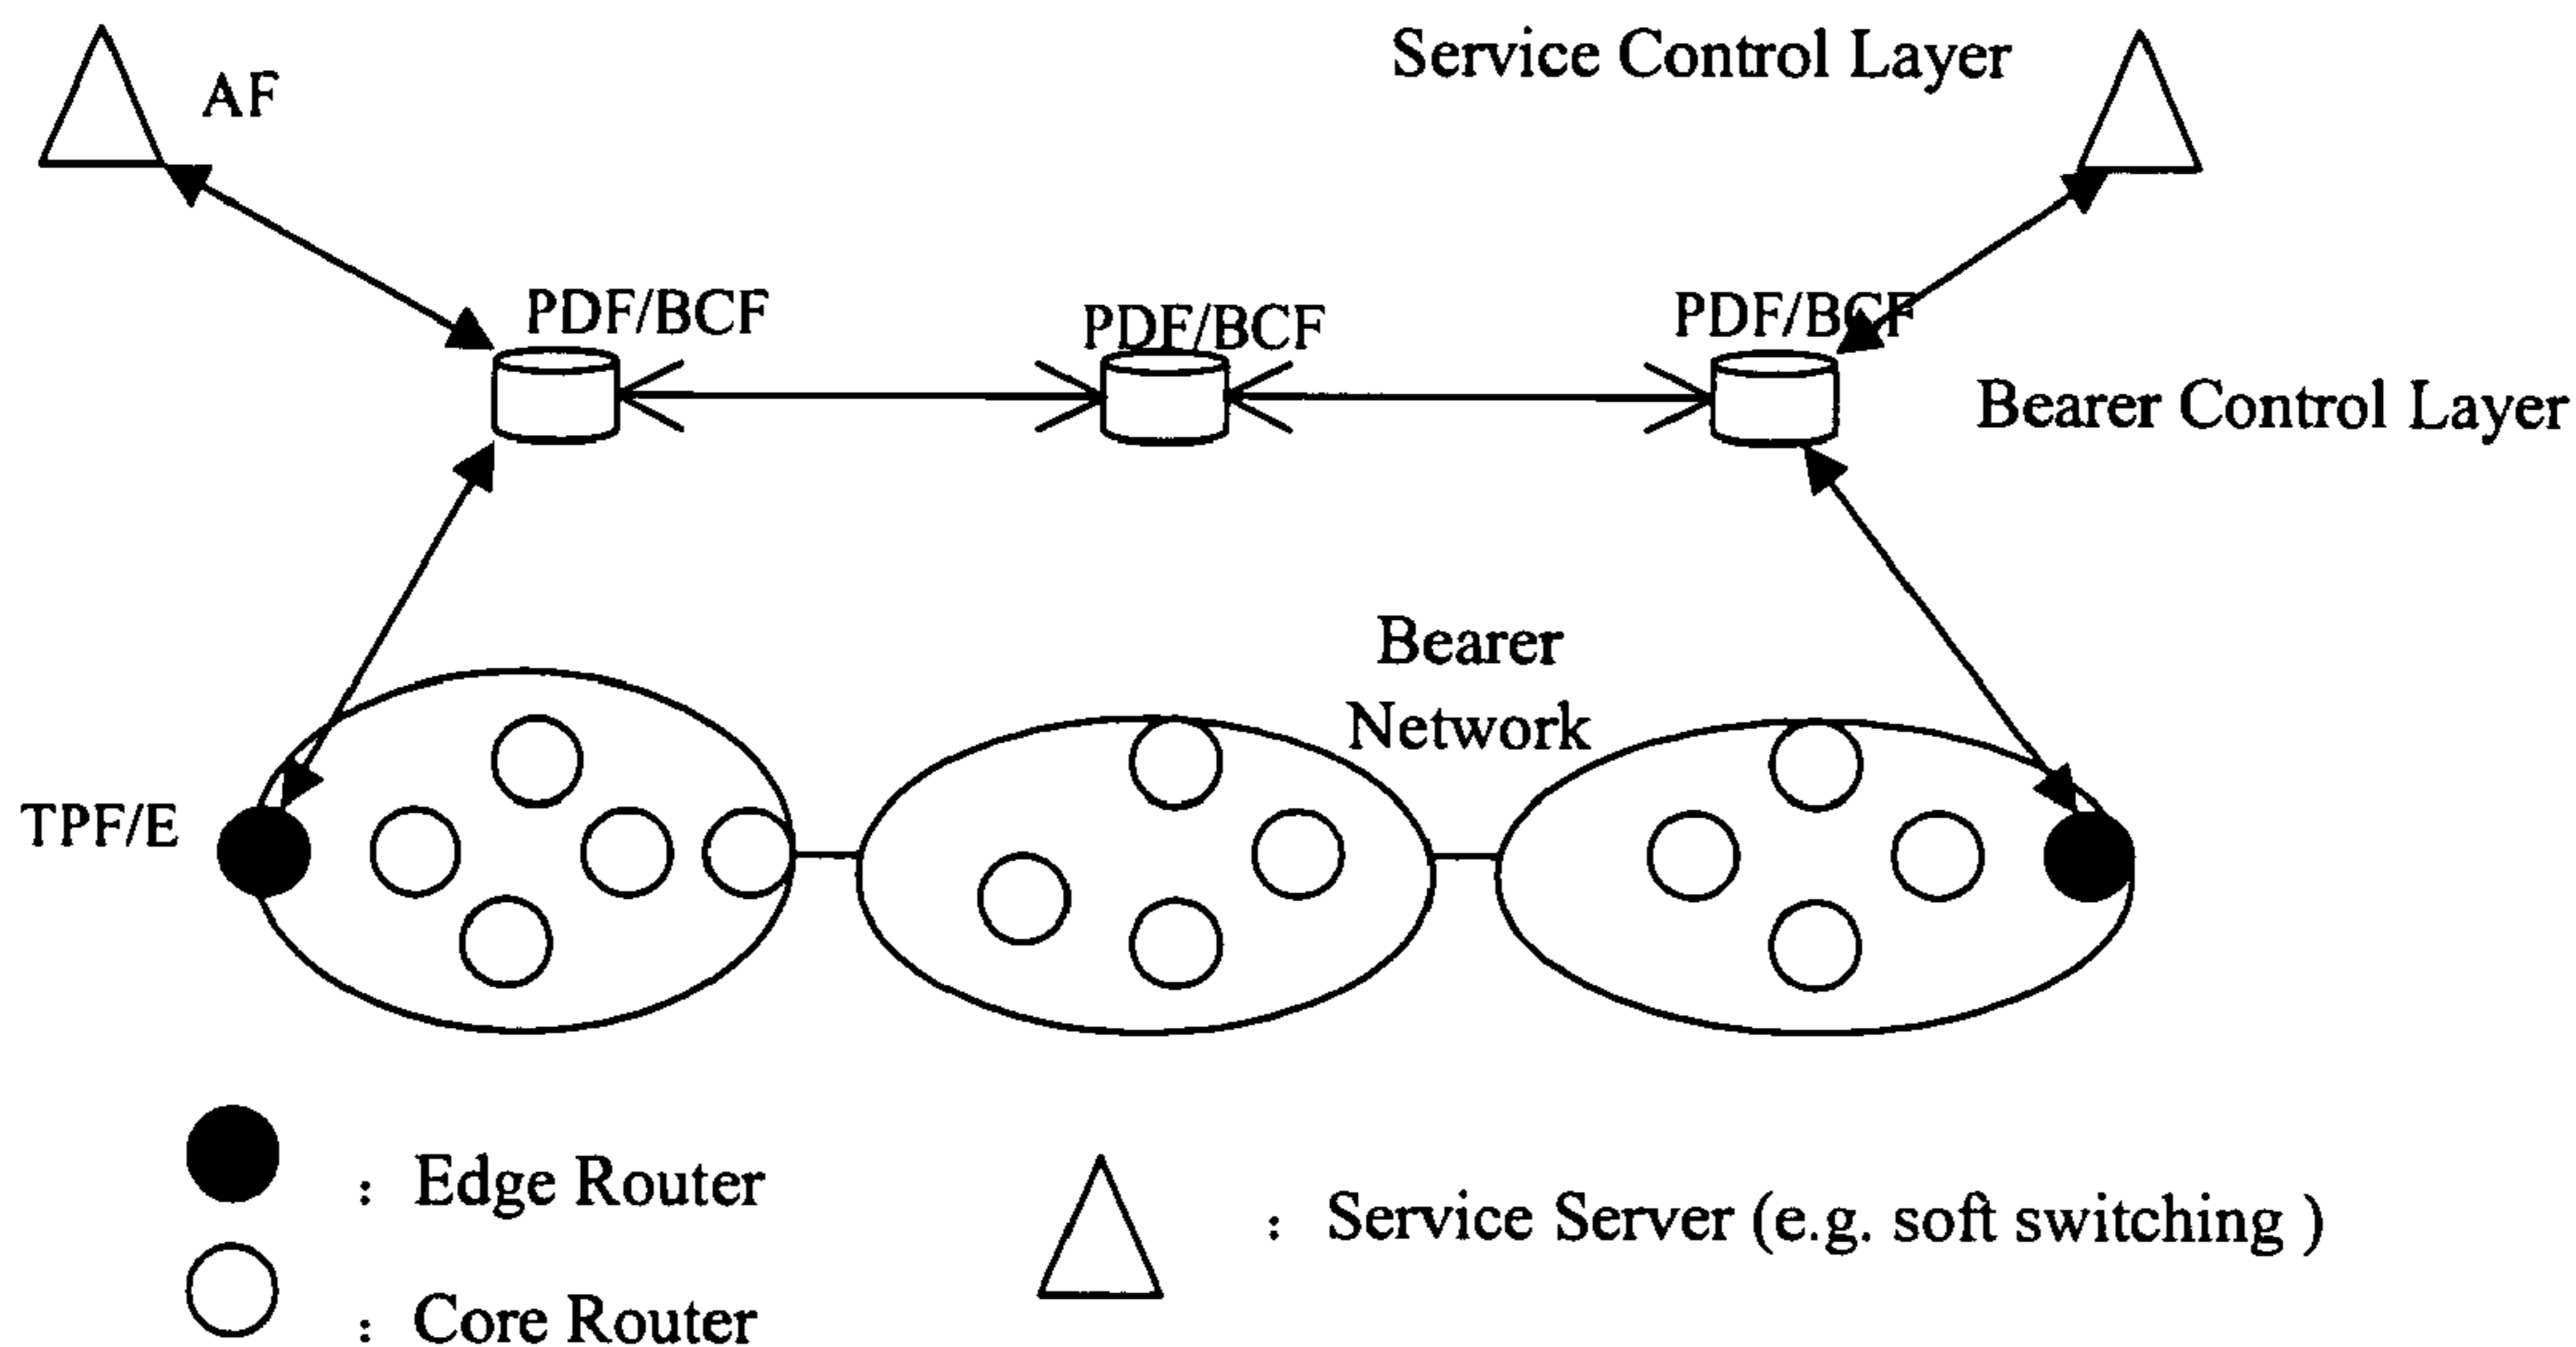 AF
Service Control Layer
PDF/BCF
PDF/BCF
PDF/BCF
Bearer Control Layer
Bearer
Network
TPF/E
: Edge Router
: Core Router
: Service Server (e.g. soft switching )